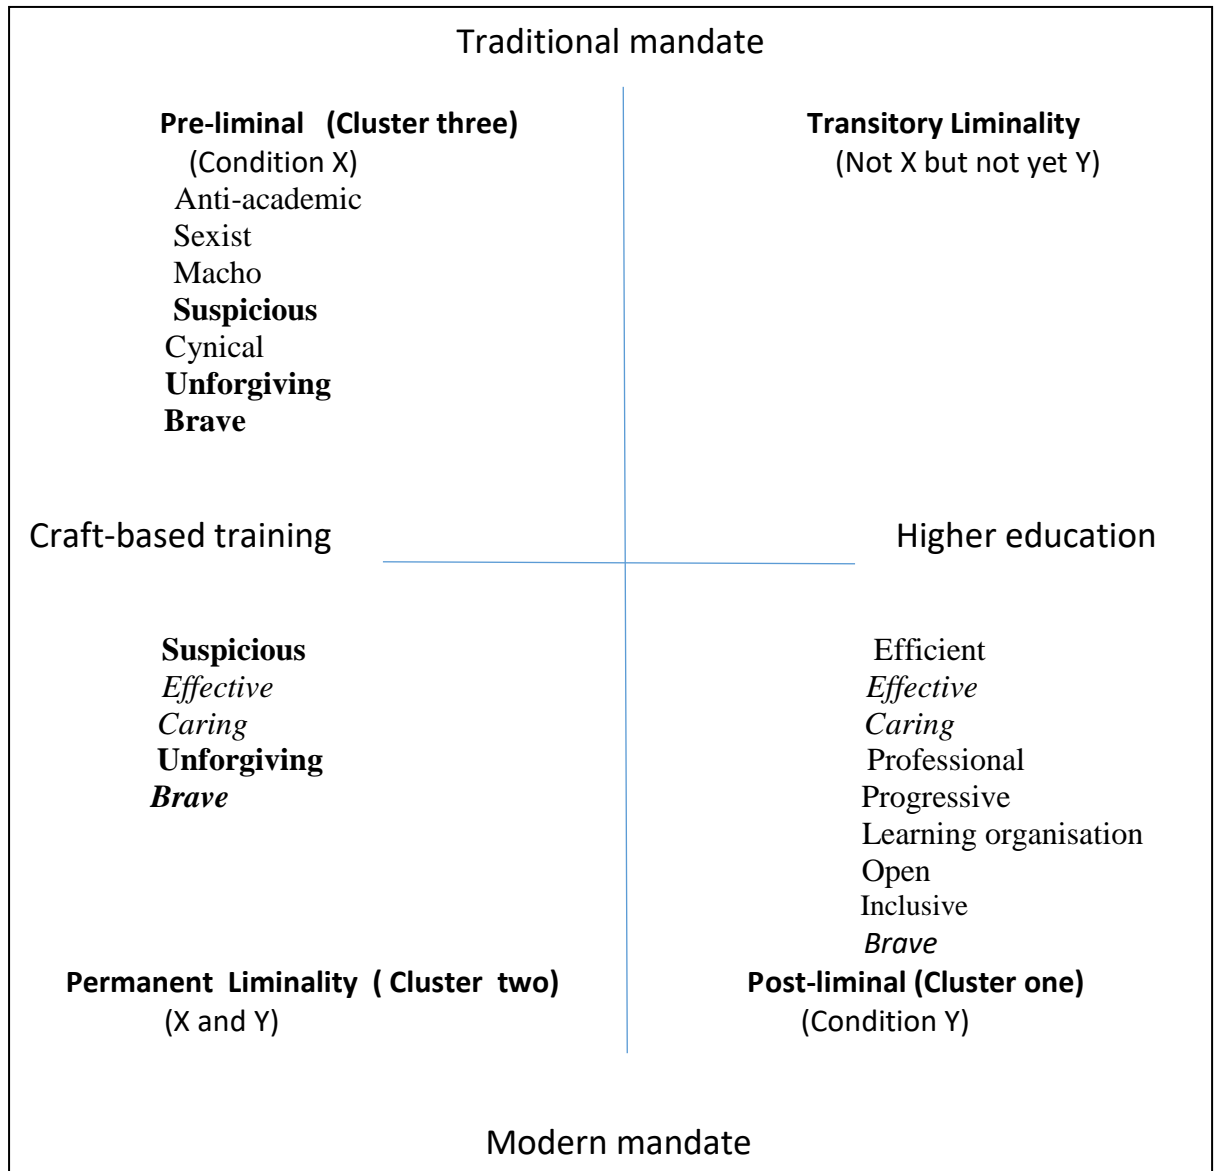 Traditional mandate
Pre-liminal (Cluster three)
(Condition X)
Anti-academic
Sexist
Macho
Suspicious
Cynical
Unforgiving
Brave
Transitory Liminality
(Not X but not yet Y)
Craft-based training
Higher education
Suspicious
Effective
Caring
Unforgiving
Brave
Permanent Liminality ( Cluster two)
(X and Y)
Efficient
Effective
Caring
Professional
Progressive
Learning organisation
Open
Inclusive
Brave
Post-liminal (Cluster one)
(Condition Y)
Modern mandate